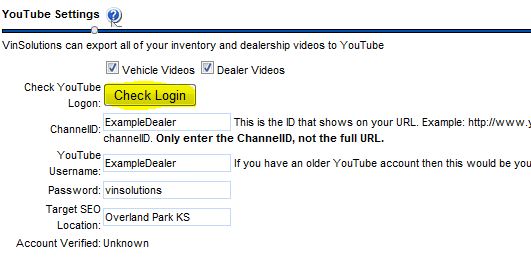 YouTube Settings ?
VinSolutions can export all of your inventory and dealership videos to YouTube
Vehicle Videos Dealer Videos
Check YouTube
Logon: Check Login
ChannelID: ExampleDealer This is the ID that shows on your URL. Example: http://www.y
channelID. Only enter the ChannelID, not the full URL.
YouTube
Username: ExampleDealer If you have an older YouTube account then this would be you
Password: vinsolutions
Target SEO
Location: Overland Park KS
Account Verified: Unknown